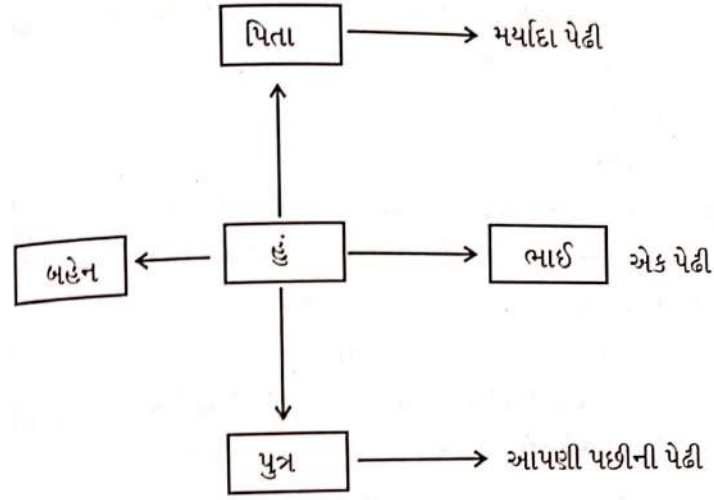 પિતા મર્યાદા પેઢી
બહેન હું ભાઈ એક પેઢી
પુત્ર આપણી પછીની પેઢી